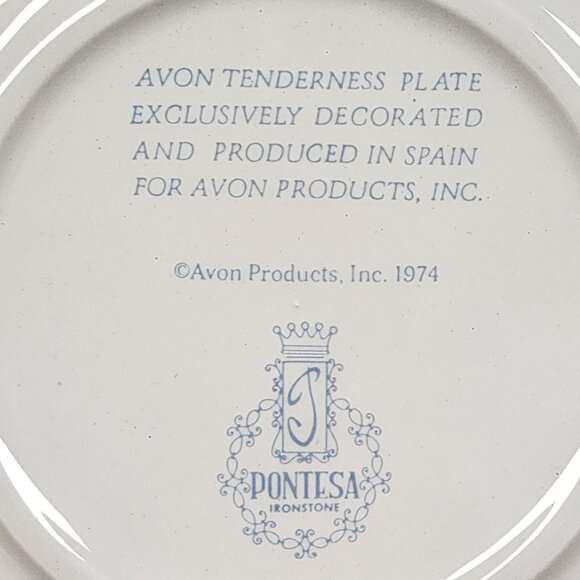 AVON TENDERNESS PLATE
EXCLUSIVELY DECORATED
AND PRODUCED IN SPAIN
FOR AVON PRODUCTS, INC.
©Avon Products, Inc. 1974
P
PONTESA
IRONSTONE